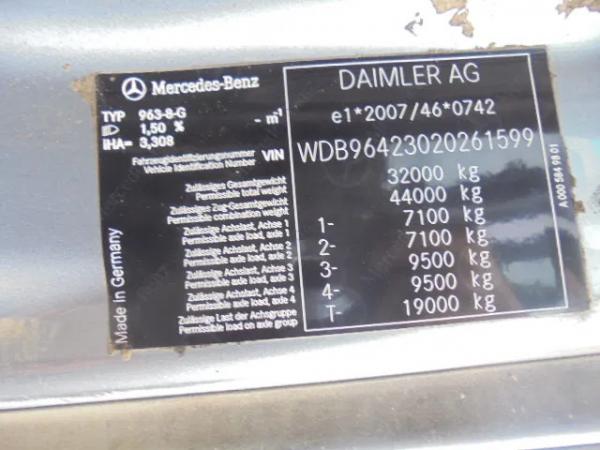 Mercedes-Benz
TYP 963-8-G - m⁻¹
1,50 %
IHA= 3,308
DAIMLER AG
e1*2007/46*0742
Fahrzeugidentifizierungsnummer
Vehicle Identification Number VIN WDB96423020261599
Zulässiges Gesamtgewicht
Permissible total weight 32000 kg
Zulässiges Zug-Gesamtgewicht
Permissible combination weight 44000 kg
Zulässige Achslast, Achse 1
Permissible axle load, axle 1 1- 7100 kg
Zulässige Achslast, Achse 2
Permissible axle load, axle 2 2- 7100 kg
Zulässige Achslast, Achse 3
Permissible axle load, axle 3 3- 9500 kg
Zulässige Achslast, Achse 4
Permissible axle load, axle 4 4- 9500 kg
Zulässige Last der Achsgruppe
Permissible load on axle group T- 19000 kg
Made in Germany
A 000 584 98 01